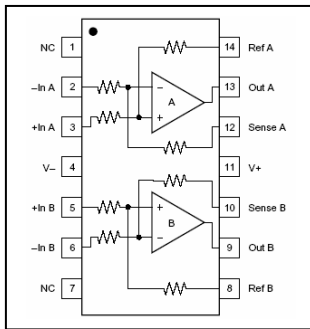 NC 1 14 Ref A
–In A 2 – A 13 Out A
+In A 3 + 12 Sense A
V– 4 11 V+
+In B 5 + B 10 Sense B
–In B 6 – 9 Out B
NC 7 8 Ref B